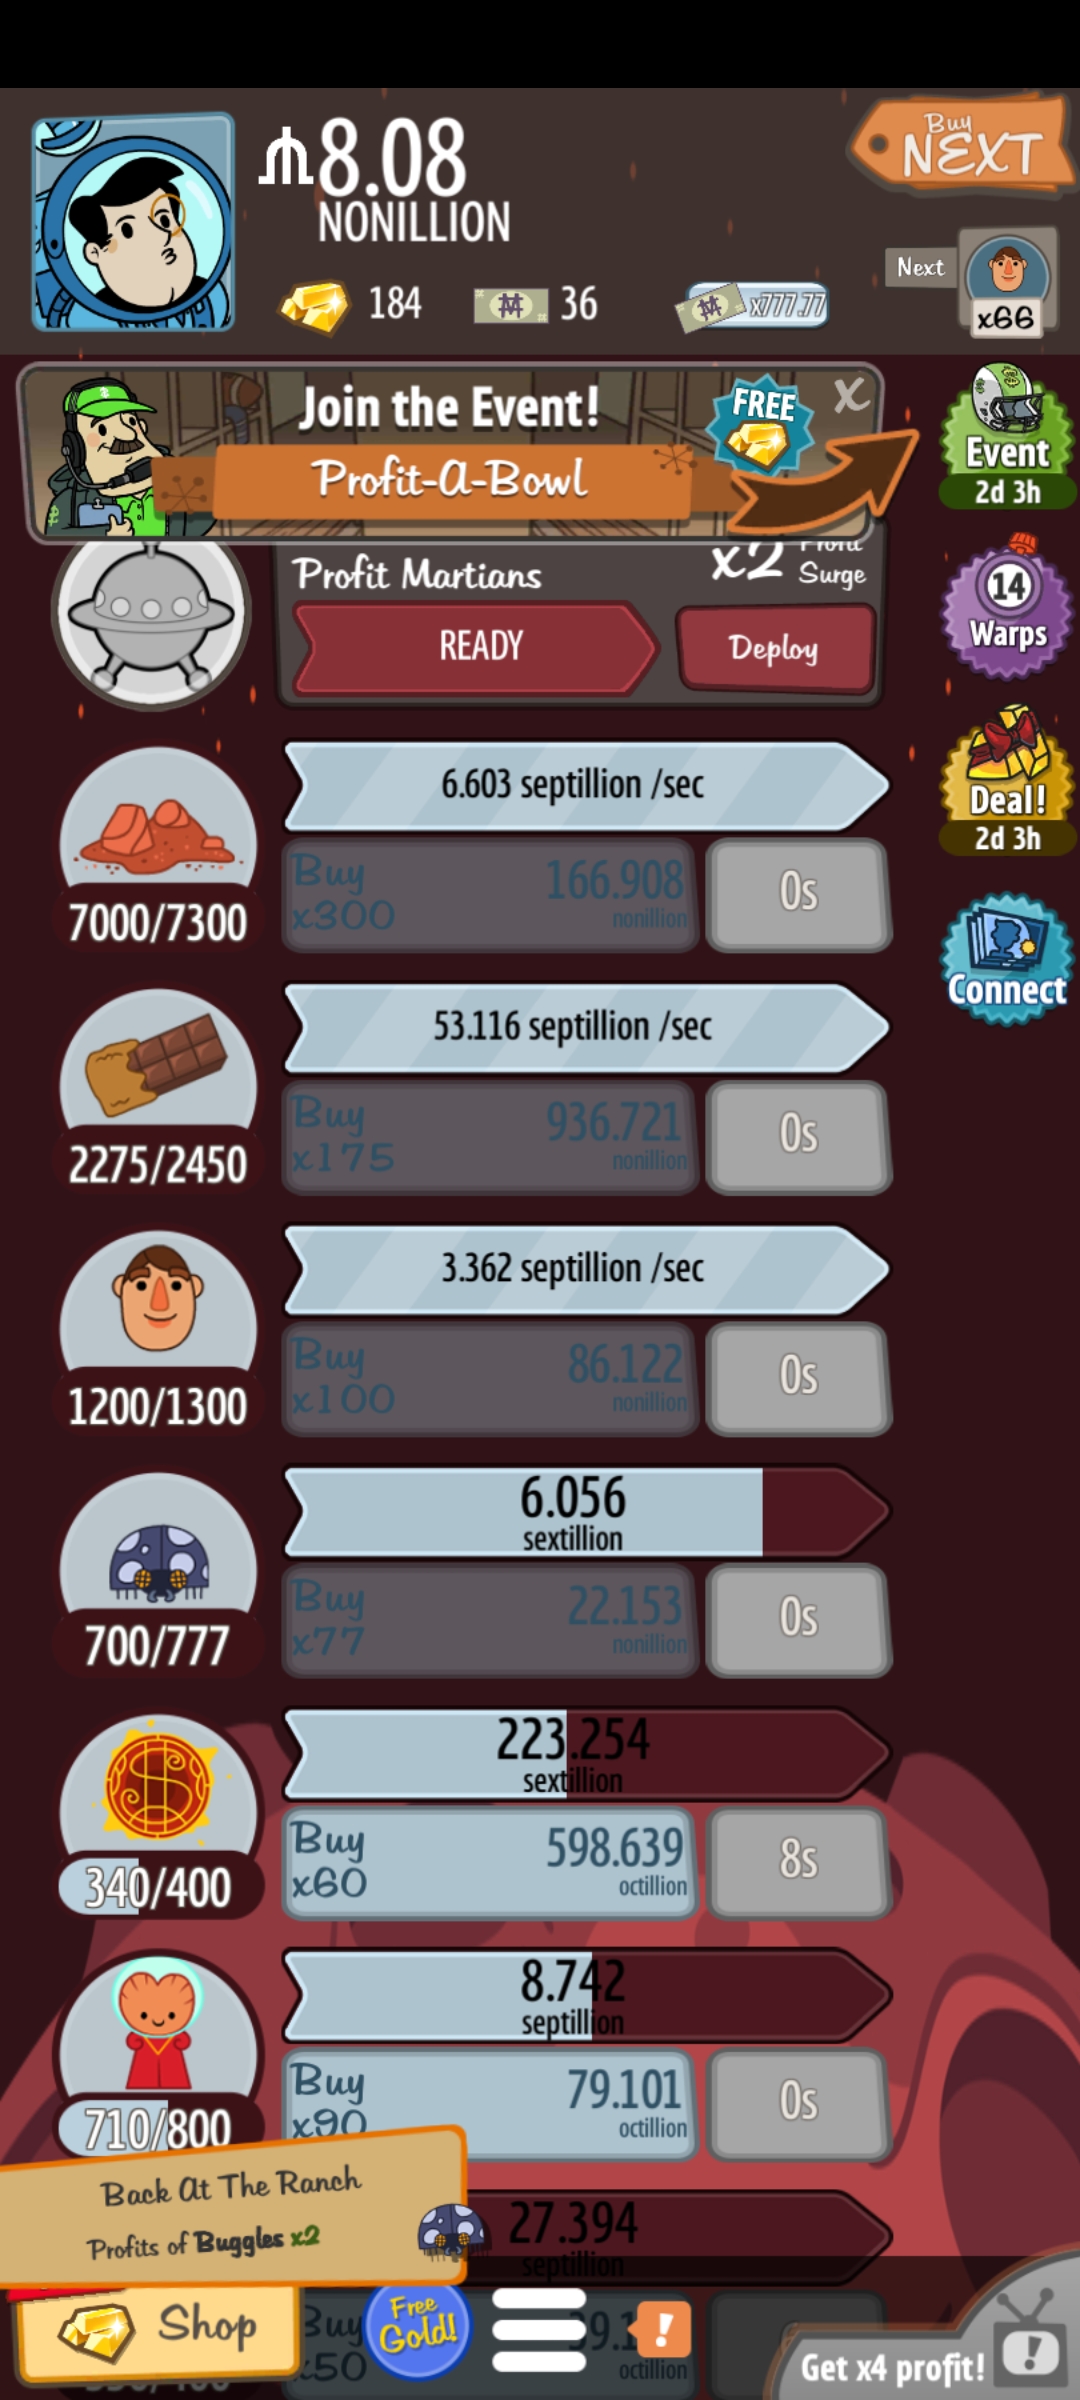 8.08
NONILLION
Buy
NEXT
184
36
x777.77
Next
x66
Join the Event!
Profit-A-Bowl
FREE
X
Event
2d 3h
Profit Martians
x2 Profit
Surge
READY
Deploy
14
Warps
6.603 septillion /sec
Buy
x300
166.908
nonillion
0s
7000/7300
Deal!
2d 3h
Connect
53.116 septillion /sec
Buy
x175
936.721
nonillion
0s
2275/2450
3.362 septillion /sec
Buy
x100
86.122
nonillion
0s
1200/1300
6.056
sextillion
Buy
x77
22.153
nonillion
0s
700/777
223.254
sextillion
Buy
x60
598.639
octillion
8s
340/400
8.742
septillion
Buy
x90
79.101
octillion
0s
710/800
Back At The Ranch
Profits of Buggles x2
27.394
septillion
Shop
Free
Gold!
Buy
x50
octillion
!
Get x4 profit!
!